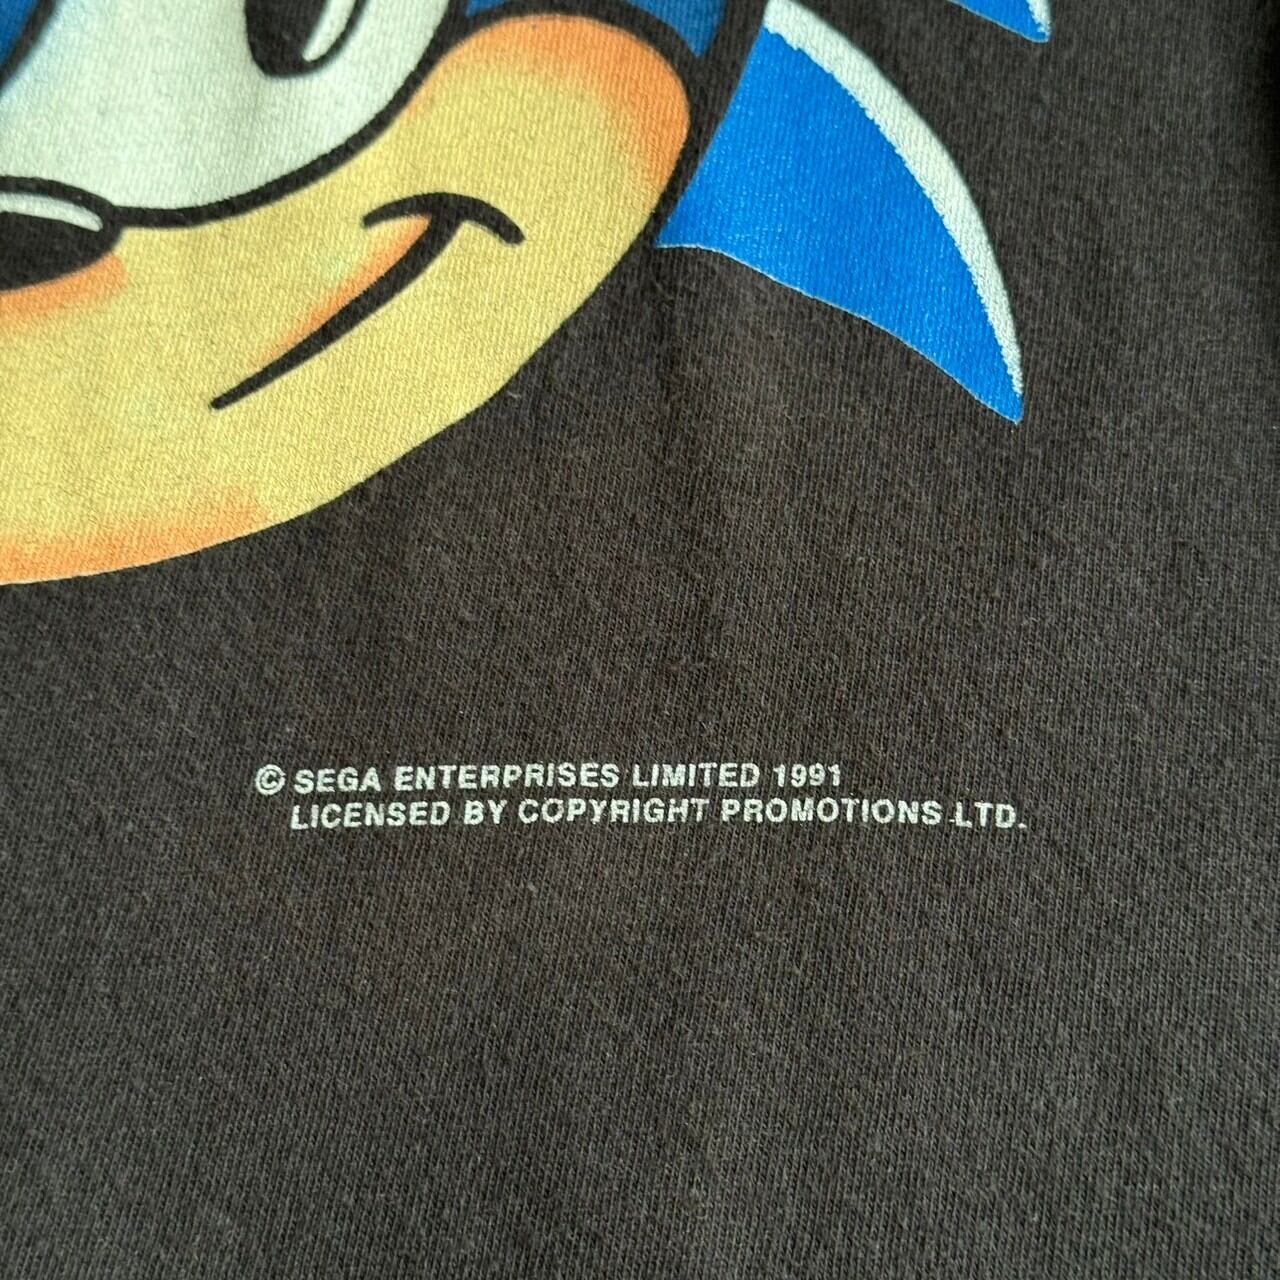 © SEGA ENTERPRISES LIMITED 1991
LICENSED BY COPYRIGHT PROMOTIONS LTD.